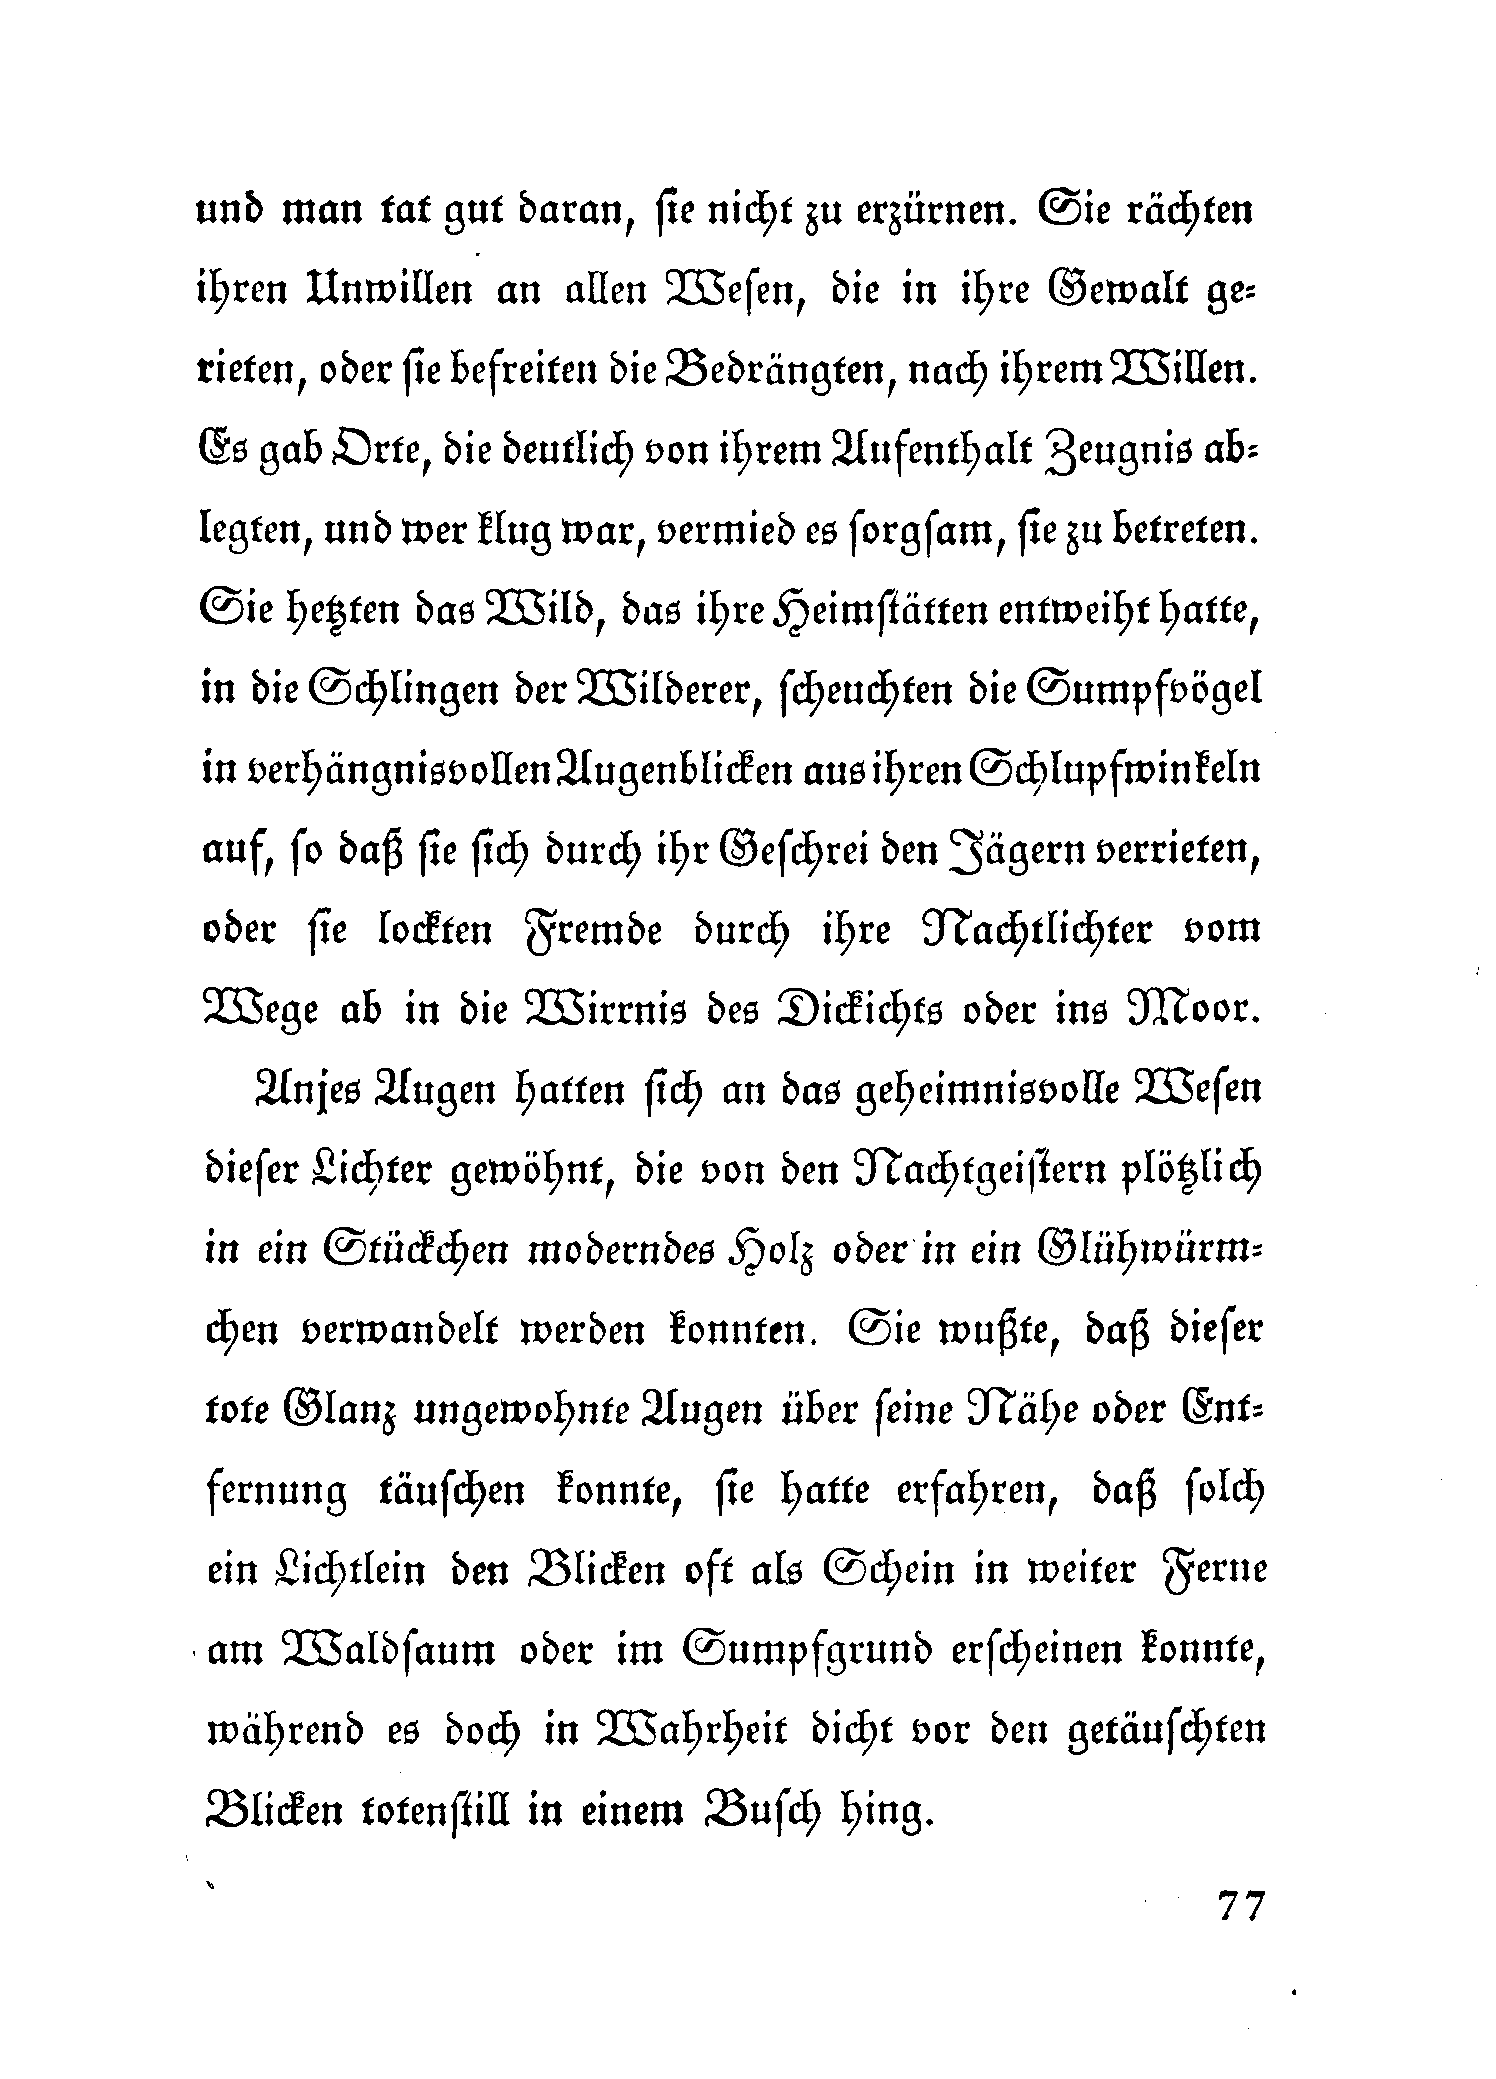 und man tat gut daran, sie nicht zu erzürnen. Sie rächten
ihren Unwillen an allen Wesen, die in ihre Gewalt ge-
rieten, oder sie befreiten die Bedrängten, nach ihrem Willen.
Es gab Orte, die deutlich von ihrem Aufenthalt Zeugnis ab-
legten, und wer klug war, vermied es sorgsam, sie zu betreten.
Sie hetzten das Wild, das ihre Heimstätten entweiht hatte,
in die Schlingen der Wilderer, scheuchten die Sumpfvögel
in verhängnisvollen Augenblicken aus ihren Schlupfwinkeln
auf, so daß sie sich durch ihr Geschrei den Jägern verrieten,
oder sie lockten Fremde durch ihre Nachtlichter vom
Wege ab in die Wirrnis des Dickichts oder ins Moor.
Anjes Augen hatten sich an das geheimnisvolle Wesen
dieser Lichter gewöhnt, die von den Nachtgeistern plötzlich
in ein Stückchen moderndes Holz oder in ein Glühwürm-
chen verwandelt werden konnten. Sie wußte, daß dieser
tote Glanz ungewohnte Augen über seine Nähe oder Ent-
fernung täuschen konnte, sie hatte erfahren, daß solch
ein Lichtlein den Blicken oft als Schein in weiter Ferne
am Waldsaum oder im Sumpfgrund erscheinen konnte,
während es doch in Wahrheit dicht vor den getäuschten
Blicken totenstill in einem Busch hing.
77